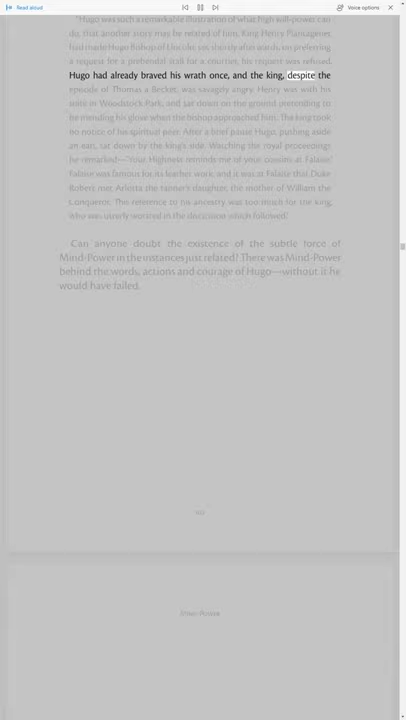 Read aloud
Voice options
"Hugo was such a remarkable illustration of what high will-power can
do, that another story may be related of him. King Henry Plantagenet
had made Hugo Bishop of Lincoln, but shortly afterwards, on preferring
a request for a prebendal stall for a courtier, his request was refused.
Hugo had already braved his wrath once, and the king, despite the
episode of Thomas a Becket, was savagely angry. Henry was with his
suite in Woodstock Park, and sat down on the ground pretending to
be mending his glove when the bishop approached him. The king took
no notice of his spiritual peer. After a brief pause Hugo, pushing aside
an earl, sat down by the king's side. Watching the royal proceedings
he remarked—'Your Highness reminds me of your cousins at Falaise.'
Falaise was famous for its leather work, and it was at Falaise that Duke
Robert met Arletta the tanner's daughter, the mother of William the
Conqueror. This reference to his ancestry was too much for the king,
who was utterly worsted in the discussion which followed."
Can anyone doubt the existence of the subtle force of
Mind-Power in the instances just related? There was Mind-Power
behind the words, actions and courage of Hugo—without it he
would have failed.
Mind-Power